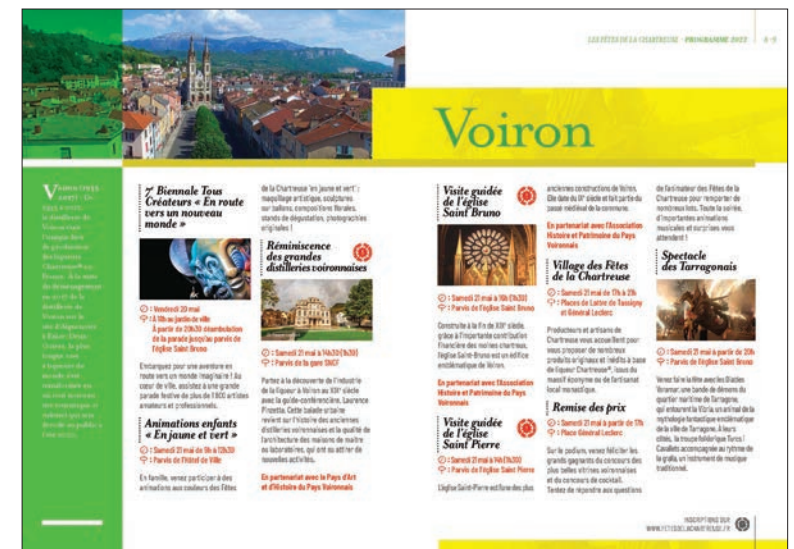 LES FÊTES DE LA CHARTREUSE - PROGRAMME 2022
8-9
Voiron
7e Biennale Tous
Créateurs « En route
vers un nouveau
monde »
: Vendredi 20 mai
: À 18h au jardin de ville
À partir de 20h30 déambulation
de la parade jusqu'au parvis de
l'église Saint Bruno
Embarquez pour une aventure en
route vers un monde imaginaire ! Au
cœur de ville, assistez à une grande
parade festive de plus de 1800 artistes
amateurs et professionnels.
Animations enfants
« En jaune et vert »
: Samedi 21 mai de 9h à 12h30
: Parvis de l'Hôtel de Ville
En famille, venez participer à des
animations aux couleurs des Fêtes
de la Chartreuse "en jaune et vert" :
maquillage artistique, sculptures
sur ballons, compositions florales,
stands de dégustation, photographies
originales !
Réminiscence
des grandes
distilleries voironnaises
: Samedi 21 mai à 14h30 (1h30)
: Parvis de la gare SNCF
Partez à la découverte de l'industrie
de la liqueur à Voiron au XIXe siècle
avec la guide-conférencière, Laurence
Pinzetta. Cette balade urbaine
revient sur l'histoire des anciennes
distilleries voironnaises et la qualité de
l'architecture des maisons de maître
ou laboratoires, qui ont su attirer de
nouvelles activités.
En partenariat avec le Pays d'Art
et d'Histoire du Pays Voironnais
Visite guidée
de l'église
Saint Bruno
: Samedi 21 mai à 16h (1h30)
: Parvis de l'église Saint Bruno
Construite à la fin de XIXe siècle,
grâce à l'importante contribution
financière des moines chartreux,
l'église Saint-Bruno est un édifice
emblématique de Voiron.
En partenariat avec l'Association
Histoire et Patrimoine du Pays
Voironnais
Visite guidée
de l'église
Saint Pierre
: Samedi 21 mai à 14h (1h30)
: Parvis de l'église Saint Pierre
L'église Saint-Pierre est l'une des plus
anciennes constructions de Voiron.
Elle date du IXe siècle et fait partie du
passé médiéval de la commune.
En partenariat avec l'Association
Histoire et Patrimoine du Pays
Voironnais
Village des Fêtes
de la Chartreuse
: Samedi 21 mai de 17h à 21h
: Places de Lattre de Tassigny
et Général Leclerc
Producteurs et artisans de
Chartreuse vous accueillent pour
vous proposer de nombreux
produits originaux et inédits à base
de liqueur Chartreuse®, issus du
massif éponyme ou de l'artisanat
local monastique.
Remise des prix
: Samedi 21 mai à partir de 17h
: Place Général Leclerc
Sur le podium, venez féliciter les
grands gagnants du concours des
plus belles vitrines voironnaises
et du concours de cocktail.
Tentez de répondre aux questions
de l'animateur des Fêtes de la
Chartreuse pour remporter de
nombreux lots. Toute la soirée,
d'importantes animations
musicales et surprises vous
attendent !
Spectacle
des Tarragonais
: Samedi 21 mai à partir de 20h
: Parvis de l'église Saint Bruno
Venez faire la fête avec les Diables
Voramar, une bande de démons du
quartier maritime de Tarragone,
qui entourent la Vibria, un animal de la
mythologie fantastique emblématique
de la ville de Tarragone. À leurs
côtés, la troupe folklorique Turcs I
Cavallets accompagnée au rythme de
la gralla, un instrument de musique
traditionnel.
INSCRIPTIONS SUR
WWW.FETESDELACHARTREUSE.FR